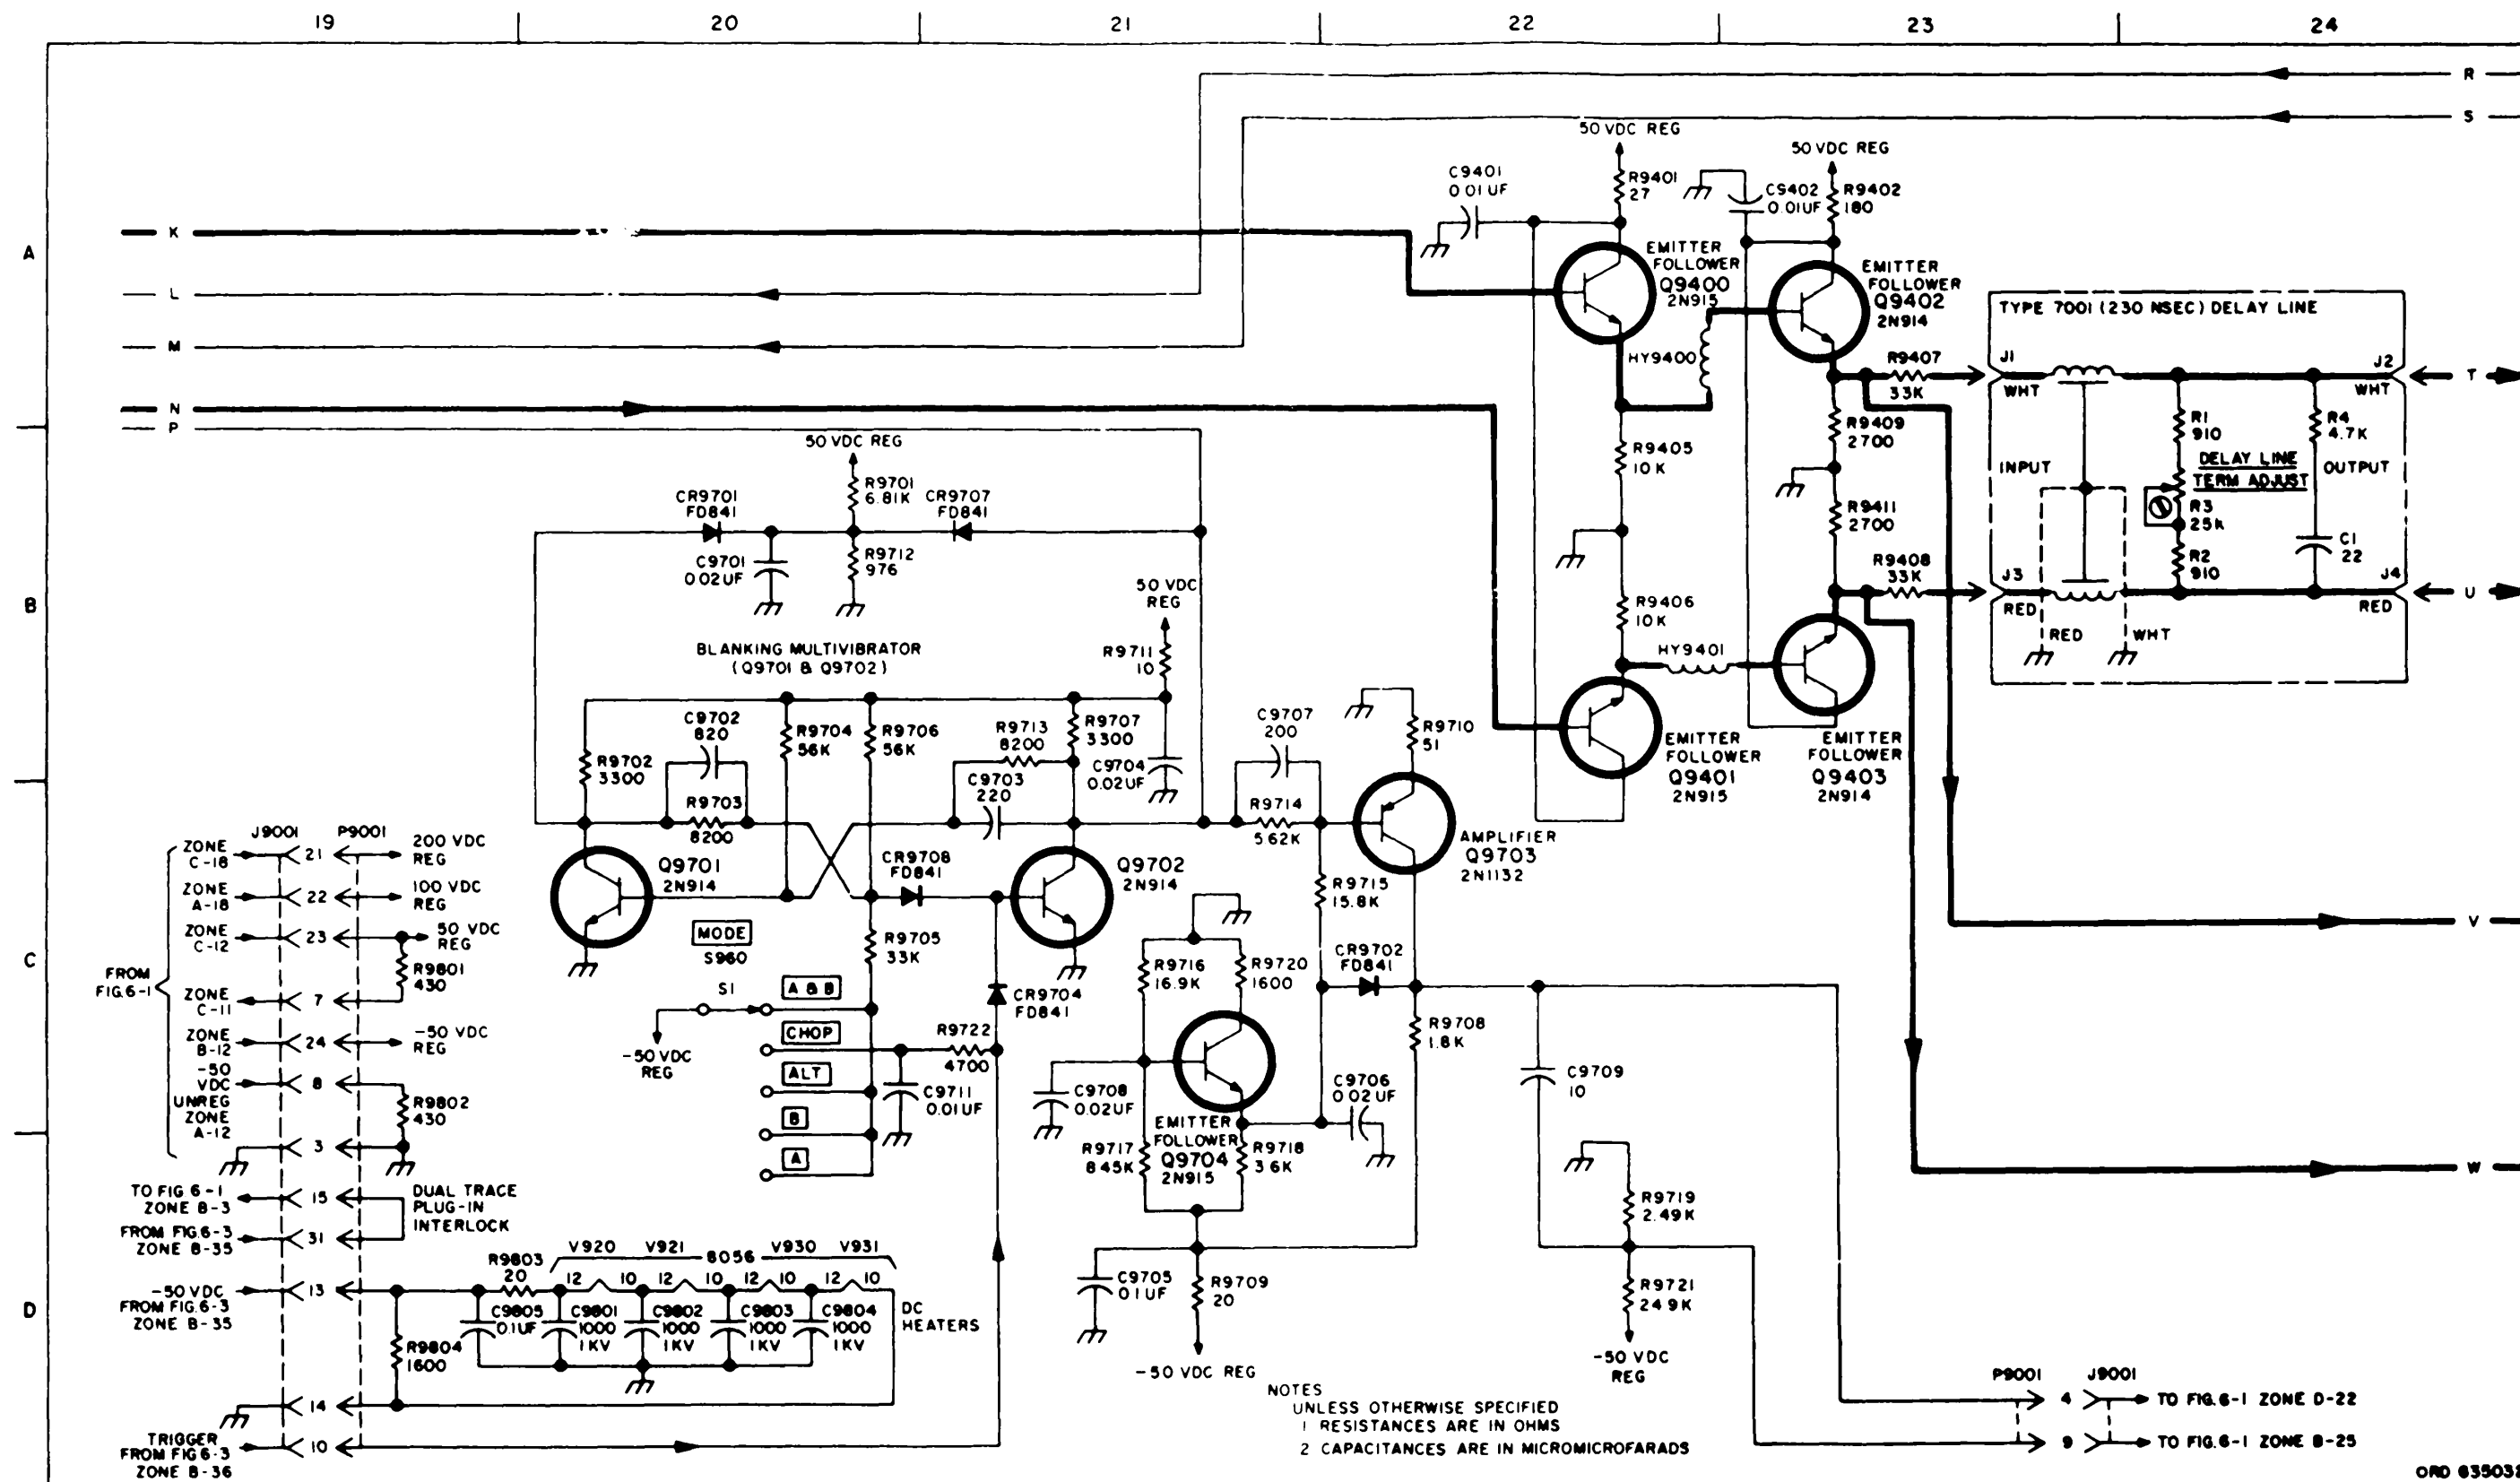 19 20 21 22 23 24
A
B
C
D
R
S
K
L
M
N
P
50 VDC REG
C9401
0.01UF
R9401
27
50 VDC REG
C9402
0.01UF
R9402
180
EMITTER
FOLLOWER
Q9400
2N915
EMITTER
FOLLOWER
Q9402
2N914
HY9400
R9407
33K
TYPE 7001 (230 NSEC) DELAY LINE
J1
WHT
J2
WHT
T
R9405
10K
R9409
2700
R9411
2700
R9408
33K
R9406
10K
INPUT
R1
910
DELAY LINE
TERM ADJUST
R3
25K
R2
910
R4
4.7K
OUTPUT
C1
22
J3
RED
J4
RED
U
RED
WHT
HY9401
EMITTER
FOLLOWER
Q9401
2N915
EMITTER
FOLLOWER
Q9403
2N914
50 VDC REG
R9701
6.81K
CR9701
FD841
CR9707
FD841
C9701
0.02UF
R9712
976
BLANKING MULTIVIBRATOR
(Q9701 & Q9702)
50 VDC
REG
R9711
10
R9702
3300
C9702
820
R9703
8200
R9704
56K
R9706
56K
R9713
8200
C9703
220
R9707
3300
C9704
0.02UF
C9707
200
R9714
5.62K
R9710
51
AMPLIFIER
Q9703
2N1132
Q9701
2N914
CR9708
FD841
Q9702
2N914
R9715
15.8K
MODE
S960
R9705
33K
S1
A & B
CHOP
ALT
B
A
-50 VDC
REG
R9722
4700
C9711
0.01UF
CR9704
FD841
R9716
16.9K
R9720
1600
CR9702
FD841
R9708
1.8K
C9708
0.02UF
C9706
0.02UF
EMITTER
FOLLOWER
Q9704
2N915
R9717
8.45K
R9718
3.6K
C9709
10
R9719
2.49K
R9721
24.9K
-50 VDC
REG
C9705
0.1UF
R9709
20
-50 VDC REG
V
W
J9001 P9001
FROM
FIG.6-1
ZONE
C-18
21
200 VDC
REG
ZONE
A-18
22
100 VDC
REG
ZONE
C-12
23
50 VDC
REG
R9801
430
ZONE
C-11
7
ZONE
B-12
24
-50 VDC
REG
-50
VDC
UNREG
ZONE
A-12
8
R9802
430
3
TO FIG 6-1
ZONE B-3
15
DUAL TRACE
PLUG-IN
INTERLOCK
FROM FIG.6-3
ZONE B-35
31
-50 VDC
FROM FIG.6-3
ZONE B-35
13
R9803
20
V920 V921 8056 V930 V931
12 10 12 10 12 10 12 10
C9805
0.1UF
C9801
1000
1KV
C9802
1000
1KV
C9803
1000
1KV
C9804
1000
1KV
DC
HEATERS
R9804
1600
14
TRIGGER
FROM FIG 6-3
ZONE B-36
10
NOTES
UNLESS OTHERWISE SPECIFIED
1 RESISTANCES ARE IN OHMS
2 CAPACITANCES ARE IN MICROMICROFARADS
P9001 J9001
4 TO FIG.6-1 ZONE D-22
9 TO FIG.6-1 ZONE B-25